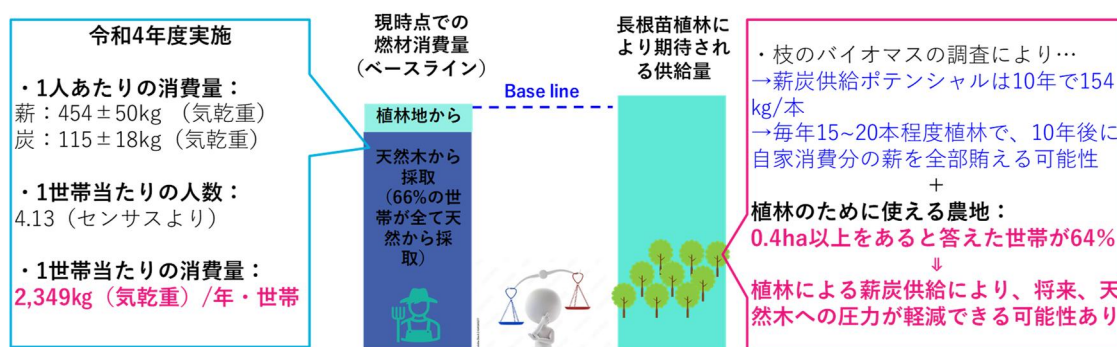 令和4年度実施
・1人あたりの消費量：
薪：454±50kg （気乾重）
炭：115±18kg（気乾重）
・1世帯当たりの人数：
4.13（センサスより）
・1世帯当たりの消費量：
2,349kg（気乾重）/年・世帯
現時点での
燃材消費量
（ベースライン）
植林地から
天然木から
採取
（66%の世
帯が全て天
然から採
取）
Base line
長根苗植林に
より期待され
る供給量
・枝のバイオマスの調査により…
→薪炭供給ポテンシャルは10年で154
kg/本
→毎年15~20本程度植林で、10年後に
自家消費分の薪を全部賄える可能性
+
植林のために使える農地：
0.4ha以上をあると答えた世帯が64%
⇓
植林による薪炭供給により、将来、天
然木への圧力が軽減できる可能性あり